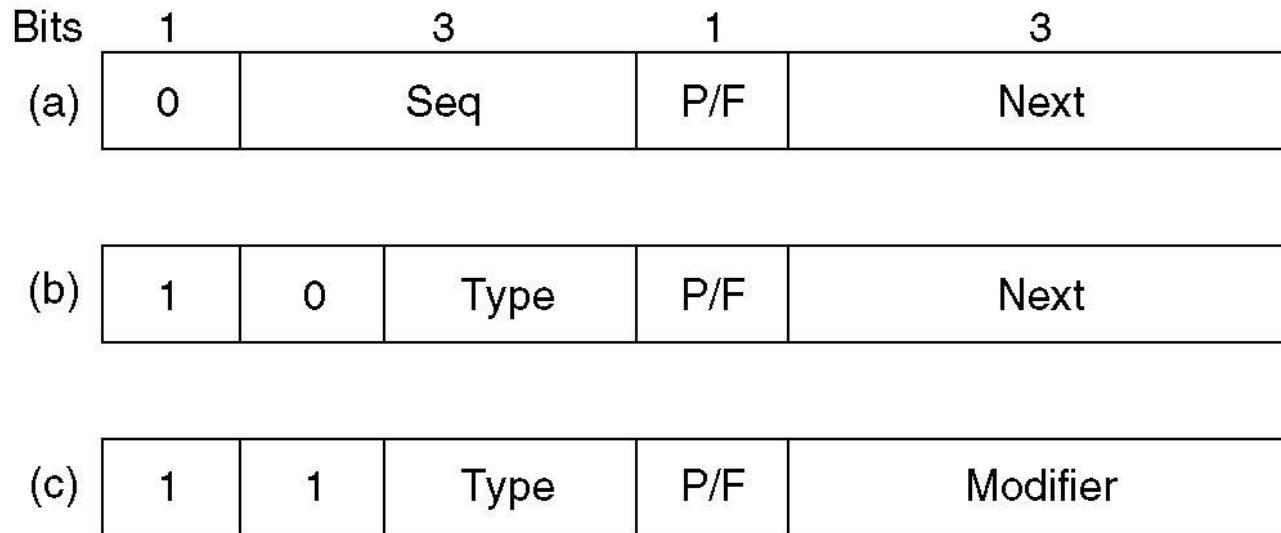 Bits 1 3 1 3
(a) 0 Seq P/F Next
(b) 1 0 Type P/F Next
(c) 1 1 Type P/F Modifier